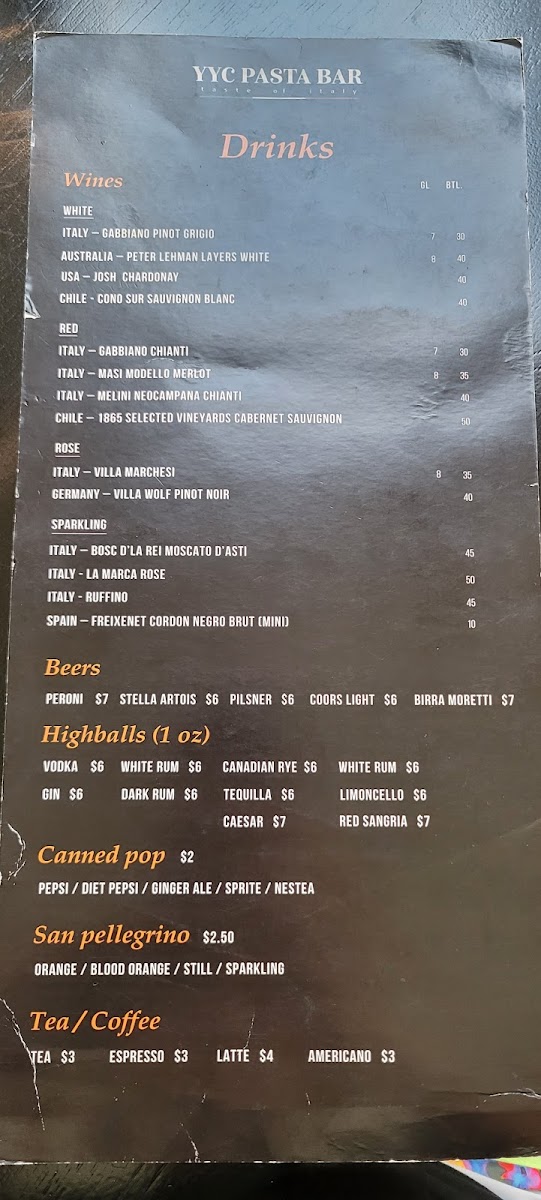 YYC PASTA BAR
taste of italy
Drinks
Wines GL BTL.
WHITE
ITALY – GABBIANO PINOT GRIGIO 7 30
AUSTRALIA – PETER LEHMAN LAYERS WHITE 8 40
USA – JOSH CHARDONAY 40
CHILE - CONO SUR SAUVIGNON BLANC 40
RED
ITALY – GABBIANO CHIANTI 7 30
ITALY – MASI MODELLO MERLOT 8 35
ITALY – MELINI NEOCAMPANA CHIANTI 40
CHILE – 1865 SELECTED VINEYARDS CABERNET SAUVIGNON 50
ROSE
ITALY – VILLA MARCHESI 8 35
GERMANY – VILLA WOLF PINOT NOIR 40
SPARKLING
ITALY – BOSC D'LA REI MOSCATO D'ASTI 45
ITALY - LA MARCA ROSE 50
ITALY - RUFFINO 45
SPAIN – FREIXENET CORDON NEGRO BRUT (MINI) 10
Beers
PERONI $7 STELLA ARTOIS $6 PILSNER $6 COORS LIGHT $6 BIRRA MORETTI $7
Highballs (1 oz)
VODKA $6 WHITE RUM $6 CANADIAN RYE $6 WHITE RUM $6
GIN $6 DARK RUM $6 TEQUILLA $6 LIMONCELLO $6
CAESAR $7 RED SANGRIA $7
Canned pop $2
PEPSI / DIET PEPSI / GINGER ALE / SPRITE / NESTEA
San pellegrino $2.50
ORANGE / BLOOD ORANGE / STILL / SPARKLING
Tea / Coffee
TEA $3 ESPRESSO $3 LATTE $4 AMERICANO $3